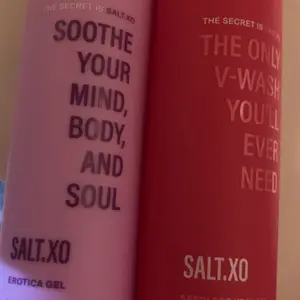 THE SECRET IS SALT.XO
SOOTHE
YOUR
MIND,
BODY,
AND
SOUL
SALT.XO
EROTICA GEL
THE SECRET IS
THE ONLY
V-WASH
YOU'LL
EVER
NEED
SALT.XO